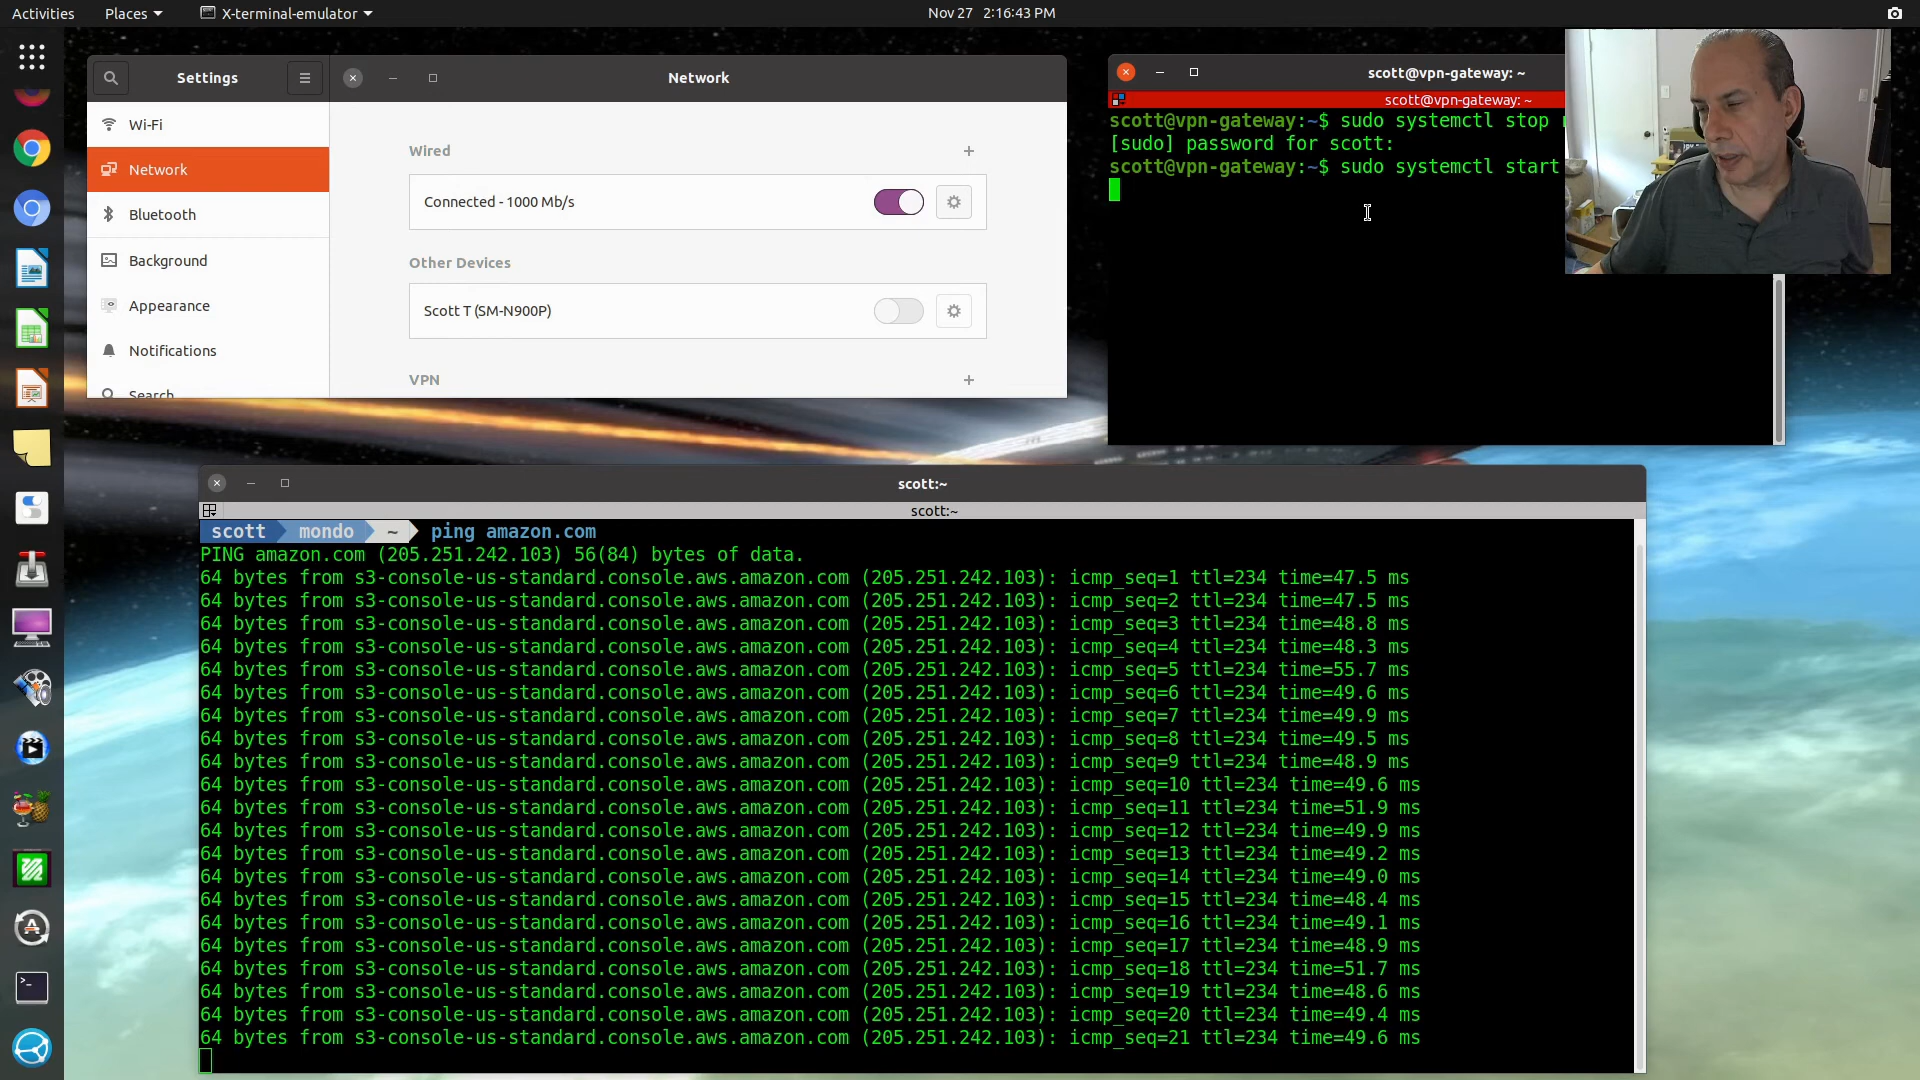 Activities
Places
X-terminal-emulator
Nov 27 2:16:43 PM
Settings
Network
Wi-Fi
Network
Bluetooth
Background
Appearance
Notifications
Search
Wired
Connected - 1000 Mb/s
Other Devices
Scott T (SM-N900P)
VPN
scott@vpn-gateway: ~
scott@vpn-gateway: ~
scott@vpn-gateway:~$ sudo systemctl stop
[sudo] password for scott:
scott@vpn-gateway:~$ sudo systemctl start
scott:~
scott:~
scott mondo ~ ping amazon.com
PING amazon.com (205.251.242.103) 56(84) bytes of data.
64 bytes from s3-console-us-standard.console.aws.amazon.com (205.251.242.103): icmp_seq=1 ttl=234 time=47.5 ms
64 bytes from s3-console-us-standard.console.aws.amazon.com (205.251.242.103): icmp_seq=2 ttl=234 time=47.5 ms
64 bytes from s3-console-us-standard.console.aws.amazon.com (205.251.242.103): icmp_seq=3 ttl=234 time=48.8 ms
64 bytes from s3-console-us-standard.console.aws.amazon.com (205.251.242.103): icmp_seq=4 ttl=234 time=48.3 ms
64 bytes from s3-console-us-standard.console.aws.amazon.com (205.251.242.103): icmp_seq=5 ttl=234 time=55.7 ms
64 bytes from s3-console-us-standard.console.aws.amazon.com (205.251.242.103): icmp_seq=6 ttl=234 time=49.6 ms
64 bytes from s3-console-us-standard.console.aws.amazon.com (205.251.242.103): icmp_seq=7 ttl=234 time=49.9 ms
64 bytes from s3-console-us-standard.console.aws.amazon.com (205.251.242.103): icmp_seq=8 ttl=234 time=49.5 ms
64 bytes from s3-console-us-standard.console.aws.amazon.com (205.251.242.103): icmp_seq=9 ttl=234 time=48.9 ms
64 bytes from s3-console-us-standard.console.aws.amazon.com (205.251.242.103): icmp_seq=10 ttl=234 time=49.6 ms
64 bytes from s3-console-us-standard.console.aws.amazon.com (205.251.242.103): icmp_seq=11 ttl=234 time=51.9 ms
64 bytes from s3-console-us-standard.console.aws.amazon.com (205.251.242.103): icmp_seq=12 ttl=234 time=49.9 ms
64 bytes from s3-console-us-standard.console.aws.amazon.com (205.251.242.103): icmp_seq=13 ttl=234 time=49.2 ms
64 bytes from s3-console-us-standard.console.aws.amazon.com (205.251.242.103): icmp_seq=14 ttl=234 time=49.0 ms
64 bytes from s3-console-us-standard.console.aws.amazon.com (205.251.242.103): icmp_seq=15 ttl=234 time=48.4 ms
64 bytes from s3-console-us-standard.console.aws.amazon.com (205.251.242.103): icmp_seq=16 ttl=234 time=49.1 ms
64 bytes from s3-console-us-standard.console.aws.amazon.com (205.251.242.103): icmp_seq=17 ttl=234 time=48.9 ms
64 bytes from s3-console-us-standard.console.aws.amazon.com (205.251.242.103): icmp_seq=18 ttl=234 time=51.7 ms
64 bytes from s3-console-us-standard.console.aws.amazon.com (205.251.242.103): icmp_seq=19 ttl=234 time=48.6 ms
64 bytes from s3-console-us-standard.console.aws.amazon.com (205.251.242.103): icmp_seq=20 ttl=234 time=49.4 ms
64 bytes from s3-console-us-standard.console.aws.amazon.com (205.251.242.103): icmp_seq=21 ttl=234 time=49.6 ms